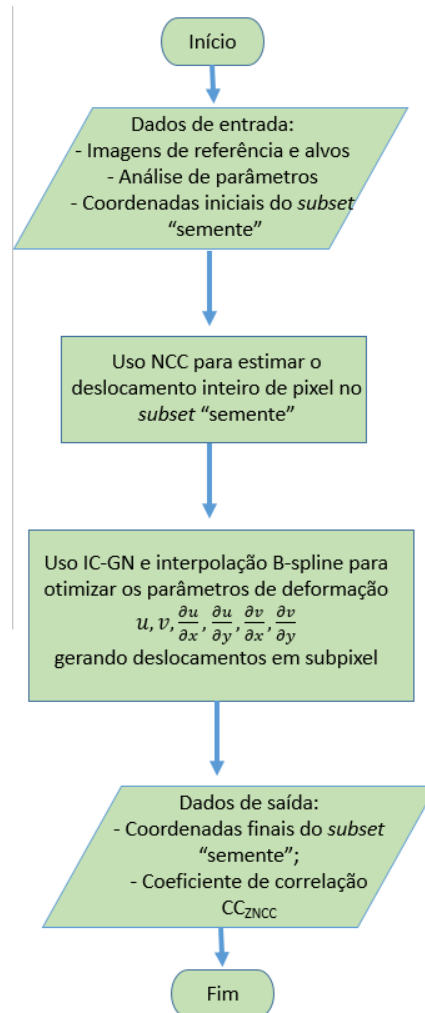 Início
Dados de entrada:
- Imagens de referência e alvos
- Análise de parâmetros
- Coordenadas iniciais do subset
“semente”
Uso NCC para estimar o
deslocamento inteiro de pixel no
subset “semente”
Uso IC-GN e interpolação B-spline para
otimizar os parâmetros de deformação
u, v, ∂u/∂x, ∂u/∂y, ∂v/∂x, ∂v/∂y
gerando deslocamentos em subpixel
Dados de saída:
- Coordenadas finais do subset
“semente”;
- Coeficiente de correlação
CC_ZNCC
Fim